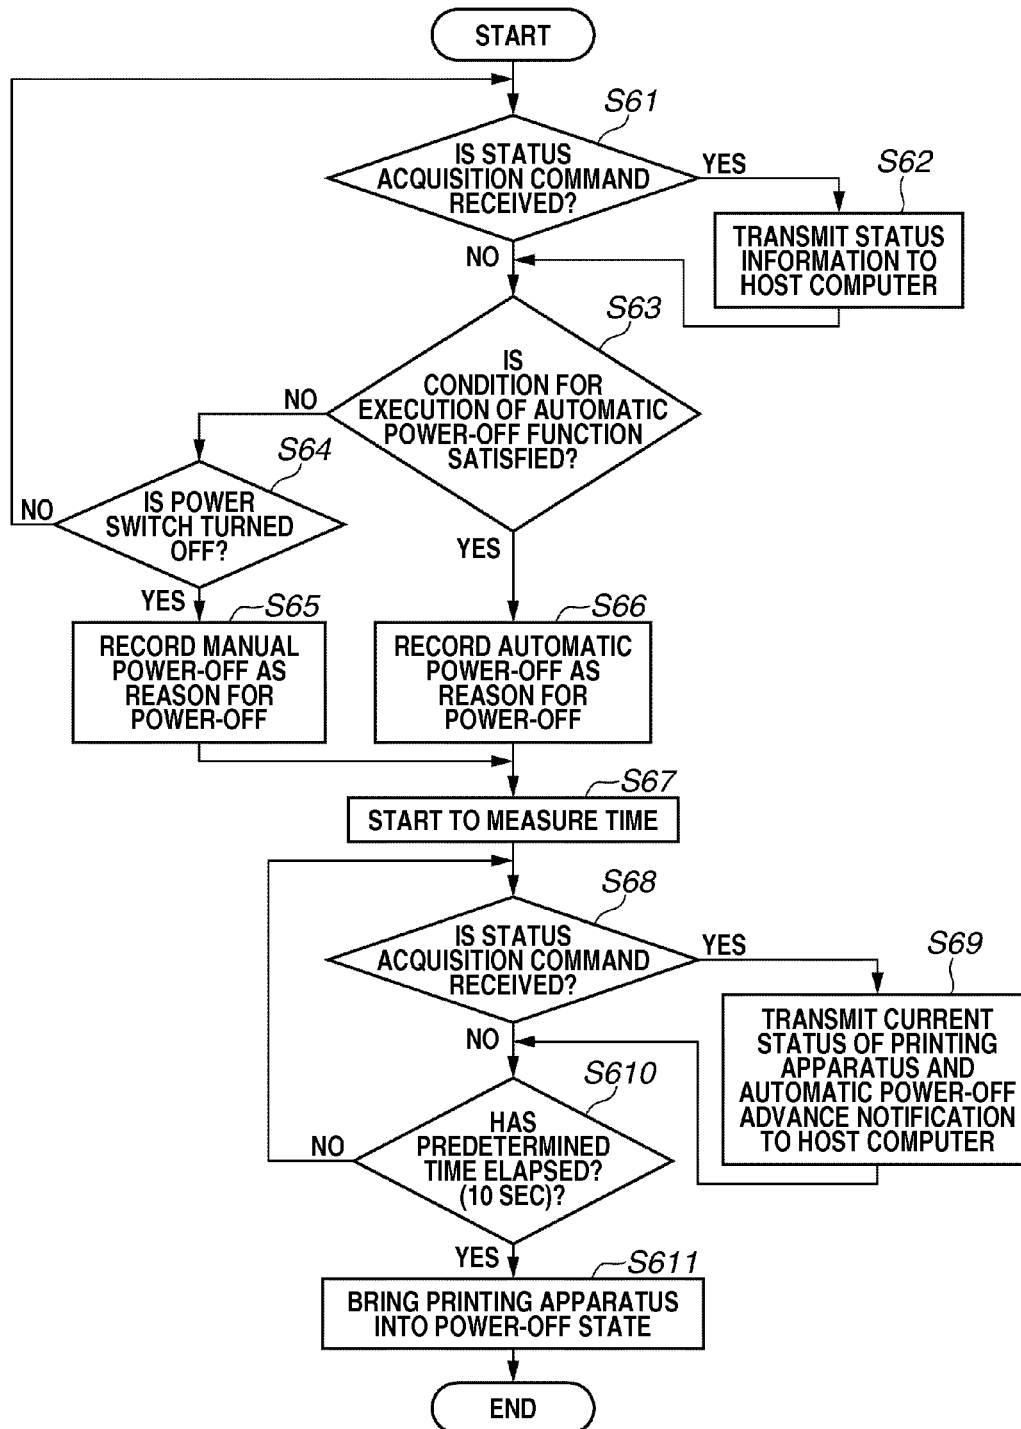 START
S61
IS STATUS
ACQUISITION COMMAND
RECEIVED?
YES
S62
TRANSMIT STATUS
INFORMATION TO
HOST COMPUTER
NO
S63
IS
CONDITION FOR
EXECUTION OF AUTOMATIC
POWER-OFF FUNCTION
SATISFIED?
NO
S64
IS POWER
SWITCH TURNED
OFF?
NO
YES
YES
S65
RECORD MANUAL
POWER-OFF AS
REASON FOR
POWER-OFF
S66
RECORD AUTOMATIC
POWER-OFF AS
REASON FOR
POWER-OFF
S67
START TO MEASURE TIME
S68
IS STATUS
ACQUISITION COMMAND
RECEIVED?
YES
S69
TRANSMIT CURRENT
STATUS OF PRINTING
APPARATUS AND
AUTOMATIC POWER-OFF
ADVANCE NOTIFICATION
TO HOST COMPUTER
NO
S610
HAS
PREDETERMINED
TIME ELAPSED?
(10 SEC)?
NO
YES
S611
BRING PRINTING APPARATUS
INTO POWER-OFF STATE
END